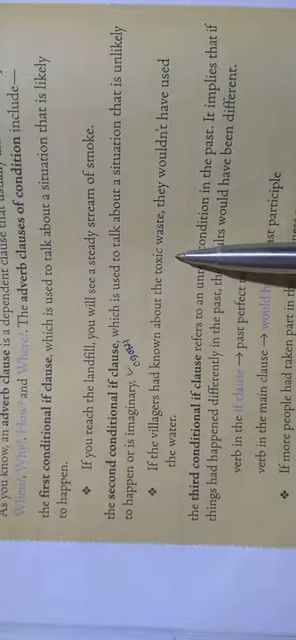 As you know, an adverb clause is a dependent clause that
When?, Why?, How? and Where?. The adverb clauses of condition include—
the first conditional if clause, which is used to talk about a situation that is likely
to happen.
❖ If you reach the landfill, you will see a steady stream of smoke.
the second conditional if clause, which is used to talk about a situation that is unlikely
to happen or is imaginary.
❖ If the villagers had known about the toxic waste, they wouldn't have used
the water.
the third conditional if clause refers to an condition in the past. It implies that if
things had happened differently in the past, would have been different.
verb in the if clause → past perfect
verb in the main clause → would participle
❖ If more people had taken part in